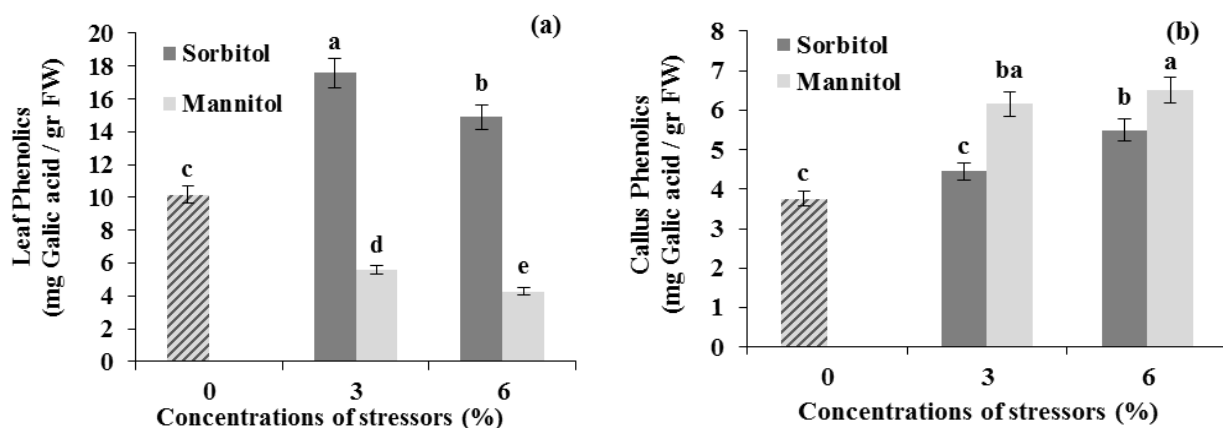 (a)
Leaf Phenolics
(mg Galic acid / gr FW)
20
18
16
14
12
10
8
6
4
2
0
Sorbitol
Mannitol
c
a
d
b
e
0
3
6
Concentrations of stressors (%)
(b)
Callus Phenolics
(mg Galic acid / gr FW)
8
7
6
5
4
3
2
1
0
Sorbitol
Mannitol
c
c
ba
b
a
0
3
6
Concentrations of stressors (%)